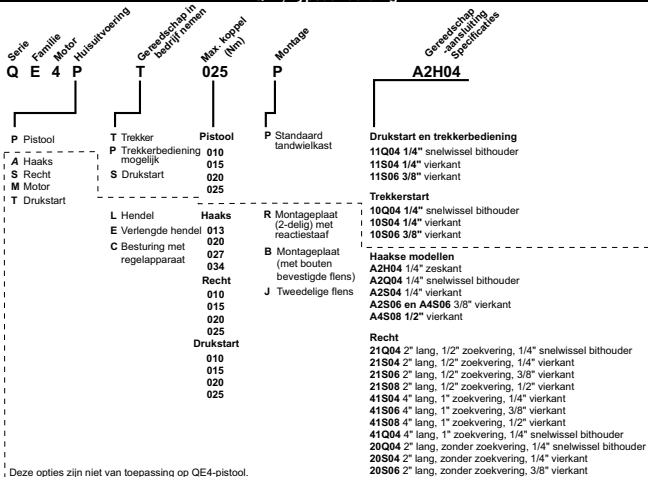 Serie
Familie
Motor
Huisuitvoering
Gereedschap in bedrijf nemen
Max. koppel (Nm)
Montage
Gereedschap -aansluiting Specificaties
Q E 4 P T 025 P A2H04
P Pistool
A Haaks
S Recht
M Motor
T Drukstart
T Trekker
P Trekkerbediening
mogelijk
S Drukstart
L Hendel
E Verlengde hendel
C Besturing met
regelapparaat
Pistool
010
015
020
025
Haaks
013
020
027
034
Recht
010
015
020
025
Drukstart
010
015
020
025
P Standaard
tandwielkast
R Montageplaat
(2-delig) met
reactiestaaf
B Montageplaat
(met bouten
bevestigde flens)
J Tweedelige flens
Drukstart en trekkerbediening
11Q04 1/4" snelwissel bithouder
11S04 1/4" vierkant
11S06 3/8" vierkant
Trekkerstart
10Q04 1/4" snelwissel bithouder
10S04 1/4" vierkant
10S06 3/8" vierkant
Haakse modellen
A2H04 1/4" zeskant
A2Q04 1/4" snelwissel bithouder
A2S04 1/4" vierkant
A2S06 en A4S06 3/8" vierkant
A4S08 1/2" vierkant
Recht
21Q04 2" lang, 1/2" zoekvering, 1/4" snelwissel bithouder
21S04 2" lang, 1/2" zoekvering, 1/4" vierkant
21S06 2" lang, 1/2" zoekvering, 3/8" vierkant
21S08 2" lang, 1/2" zoekvering, 1/2" vierkant
41S04 4" lang, 1" zoekvering, 1/4" vierkant
41S06 4" lang, 1" zoekvering, 3/8" vierkant
41S08 4" lang, 1" zoekvering, 1/2" vierkant
41Q04 4" lang, 1" zoekvering, 1/4" snelwissel bithouder
20Q04 2" lang, zonder zoekvering, 1/4" snelwissel bithouder
20S04 2" lang, zonder zoekvering, 1/4" vierkant
20S06 2" lang, zonder zoekvering, 3/8" vierkant
Deze opties zijn niet van toepassing op QE4-pistool.